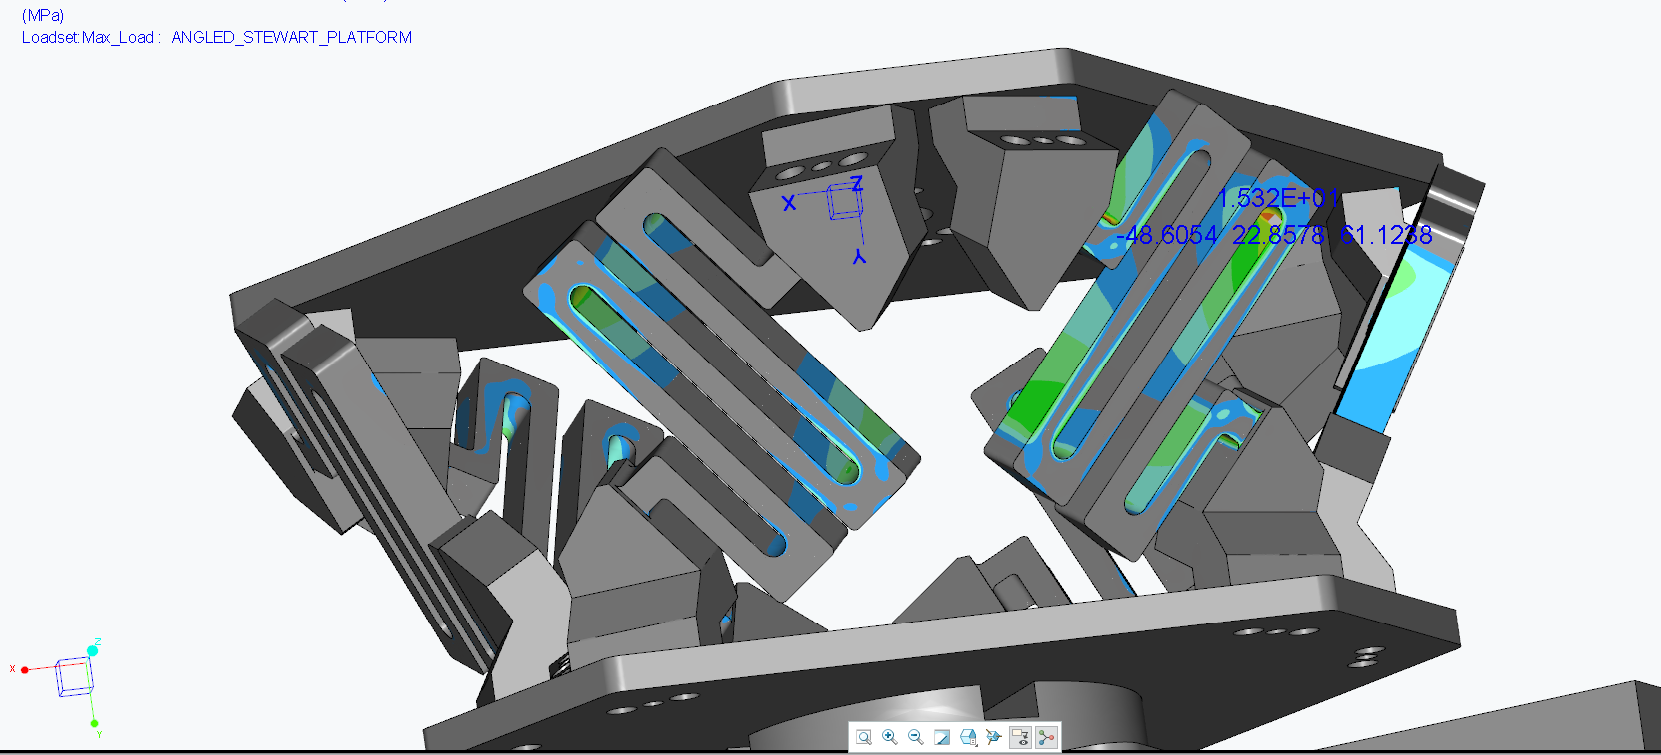 (MPa)
Loadset:Max_Load : ANGLED_STEWART_PLATFORM
Z
X
Y
1.532E+01
-48.6054 22.8578 61.1238
Z
X
Y